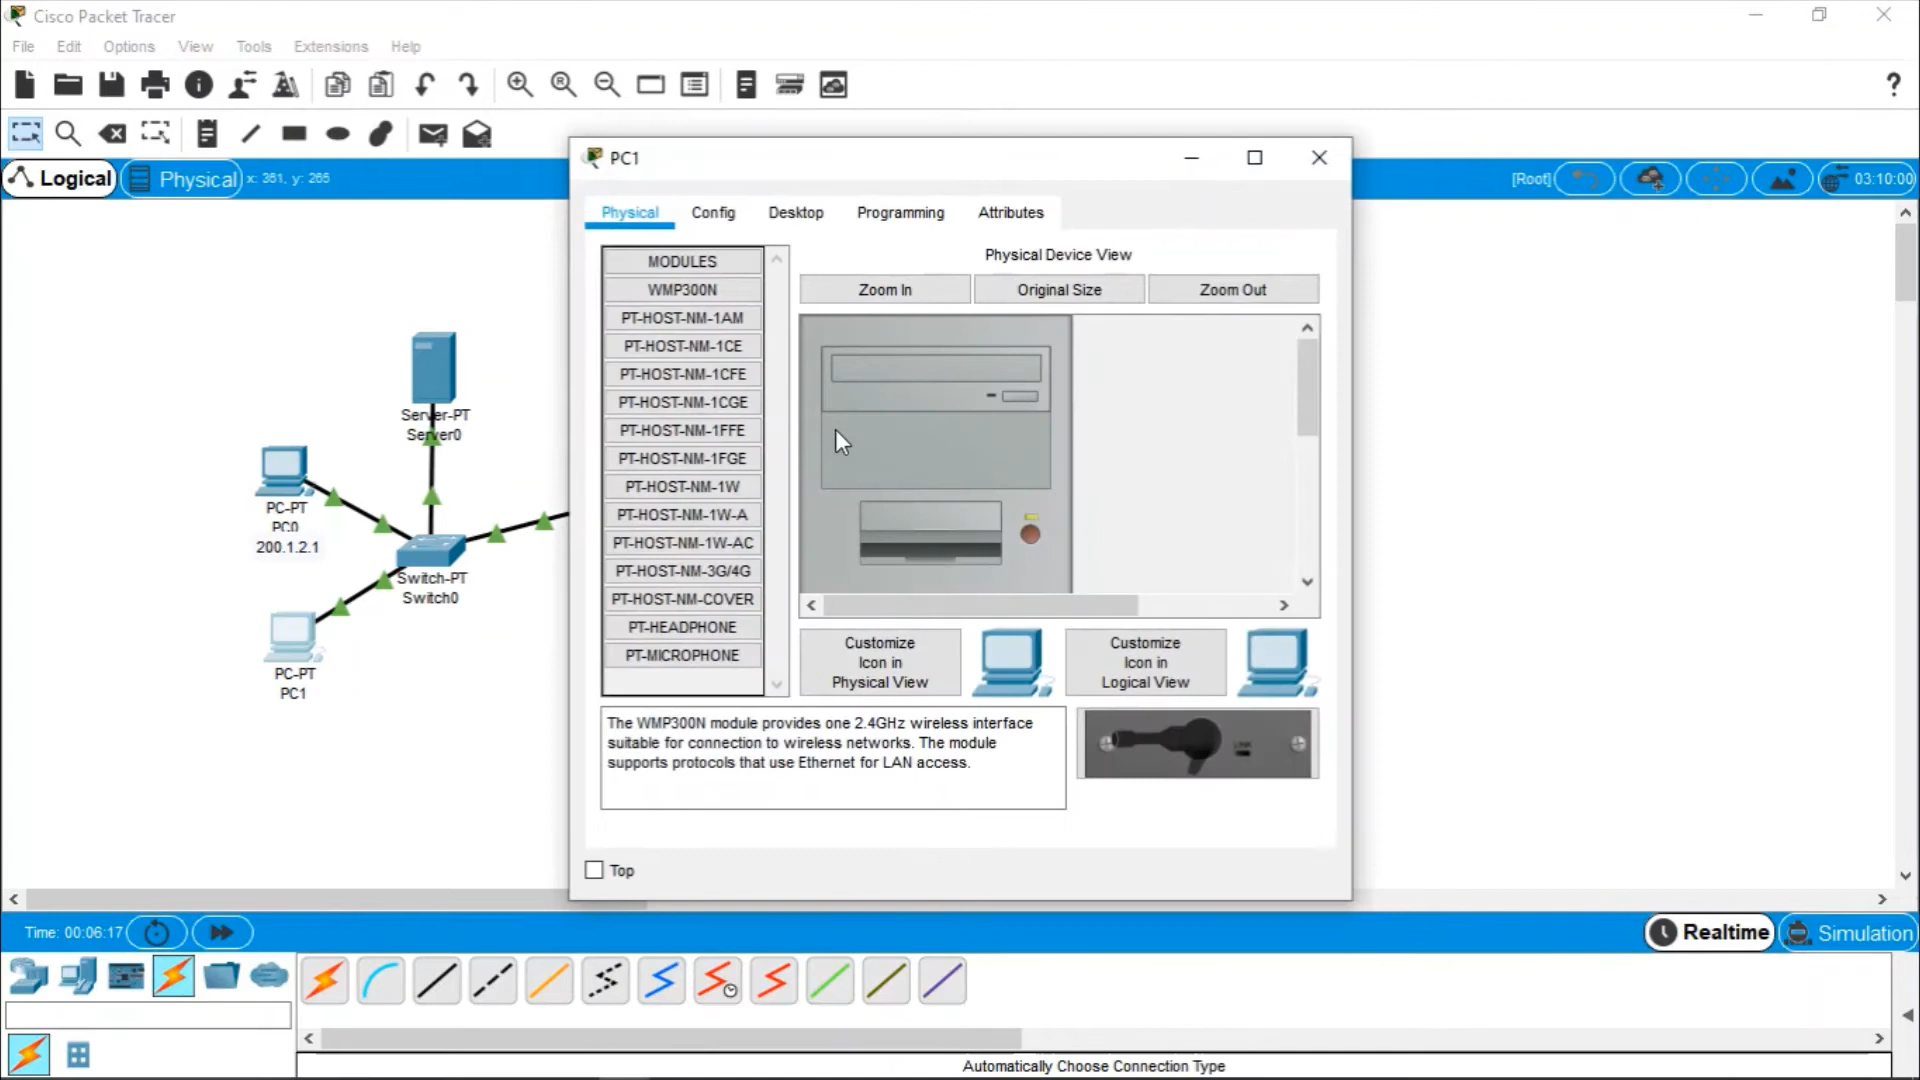 Cisco Packet Tracer
File Edit Options View Tools Extensions Help
Logical Physical x: 361, y: 265
[Root] 03:10:00
PC1
Physical Config Desktop Programming Attributes
MODULES
WMP300N
PT-HOST-NM-1AM
PT-HOST-NM-1CE
PT-HOST-NM-1CFE
PT-HOST-NM-1CGE
PT-HOST-NM-1FFE
PT-HOST-NM-1FGE
PT-HOST-NM-1W
PT-HOST-NM-1W-A
PT-HOST-NM-1W-AC
PT-HOST-NM-3G/4G
PT-HOST-NM-COVER
PT-HEADPHONE
PT-MICROPHONE
Physical Device View
Zoom In Original Size Zoom Out
Customize
Icon in
Physical View
Customize
Icon in
Logical View
The WMP300N module provides one 2.4GHz wireless interface
suitable for connection to wireless networks. The module
supports protocols that use Ethernet for LAN access.
LINK
Top
Server-PT
Server0
PC-PT
PC0
200.1.2.1
Switch-PT
Switch0
PC-PT
PC1
Time: 00:06:17
Realtime Simulation
Automatically Choose Connection Type